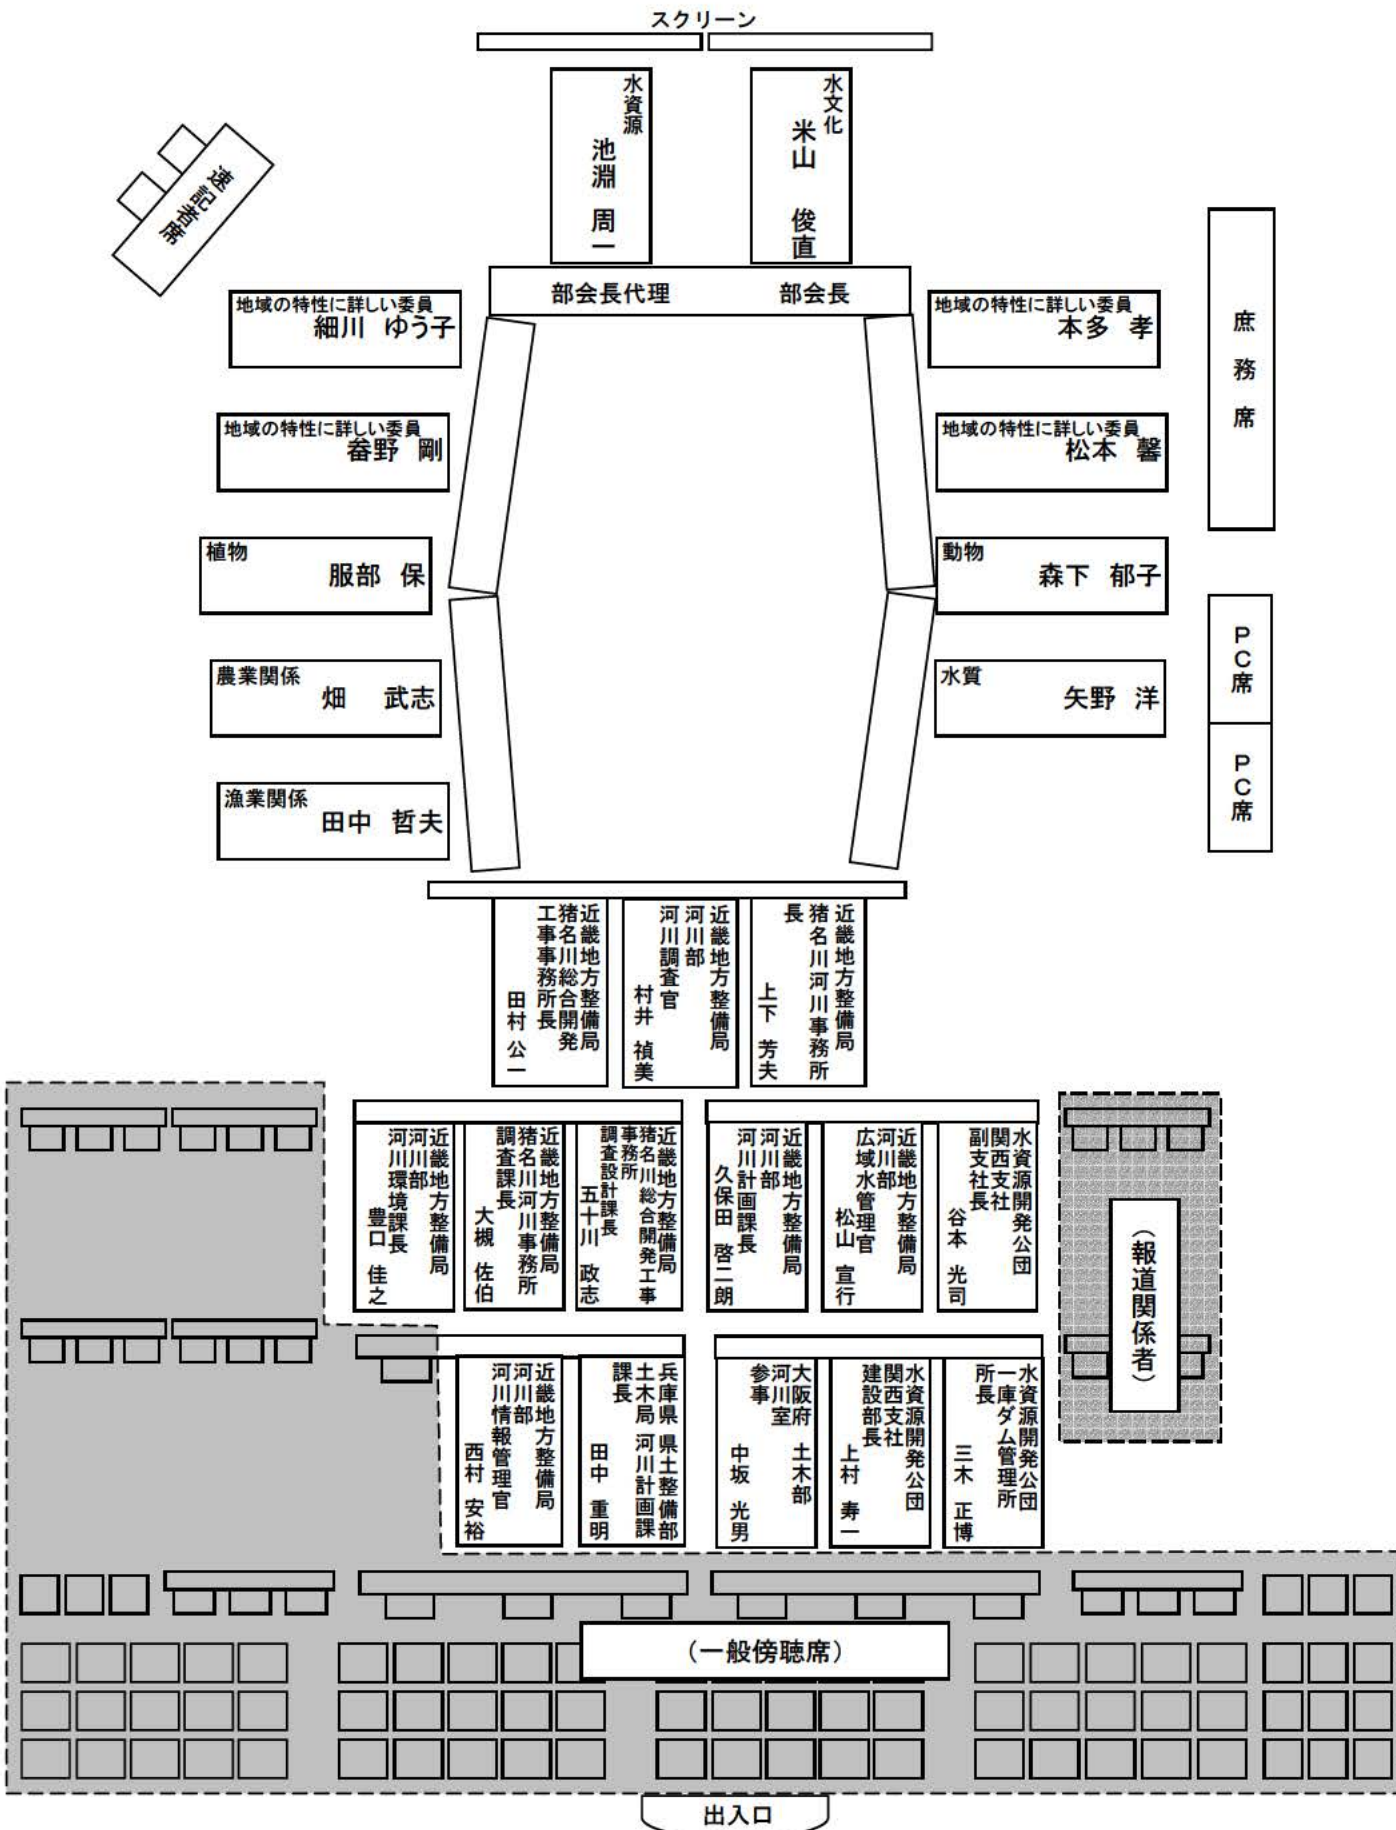 スクリーン
水資源
池淵 周一
水文化
米山 俊直
速記者席
部会長代理
部会長
地域の特性に詳しい委員
細川 ゆう子
地域の特性に詳しい委員
本多 孝
庶務席
地域の特性に詳しい委員
畚野 剛
地域の特性に詳しい委員
松本 馨
植物
服部 保
動物
森下 郁子
農業関係
畑 武志
水質
矢野 洋
PC席
PC席
漁業関係
田中 哲夫
近畿地方整備局
猪名川総合開発
工事事務所長
田村 公一
近畿地方整備局
河川部
河川調査官
村井 禎美
近畿地方整備局
猪名川河川事務所
長
上下 芳夫
近畿地方整備局
河川部
河川環境課長
豊口 佳之
近畿地方整備局
猪名川河川事務所
調査課長
大槻 佐伯
近畿地方整備局
猪名川総合開発工事
事務所
調査設計課長
五十川 政志
近畿地方整備局
河川部
河川計画課長
久保田 啓二朗
近畿地方整備局
河川部
広域水管理官
松山 宣行
水資源開発公団
関西支社
副支社長
谷本 光司
(報道関係者)
近畿地方整備局
河川部
河川情報管理官
西村 安裕
兵庫県 県土整備部
土木局 河川計画課
課長
田中 重明
大阪府 土木部
河川室
参事
中坂 光男
水資源開発公団
関西支社
建設部長
上村 寿一
水資源開発公団
一庫ダム管理所
所長
三木 正博
(一般傍聴席)
出入口